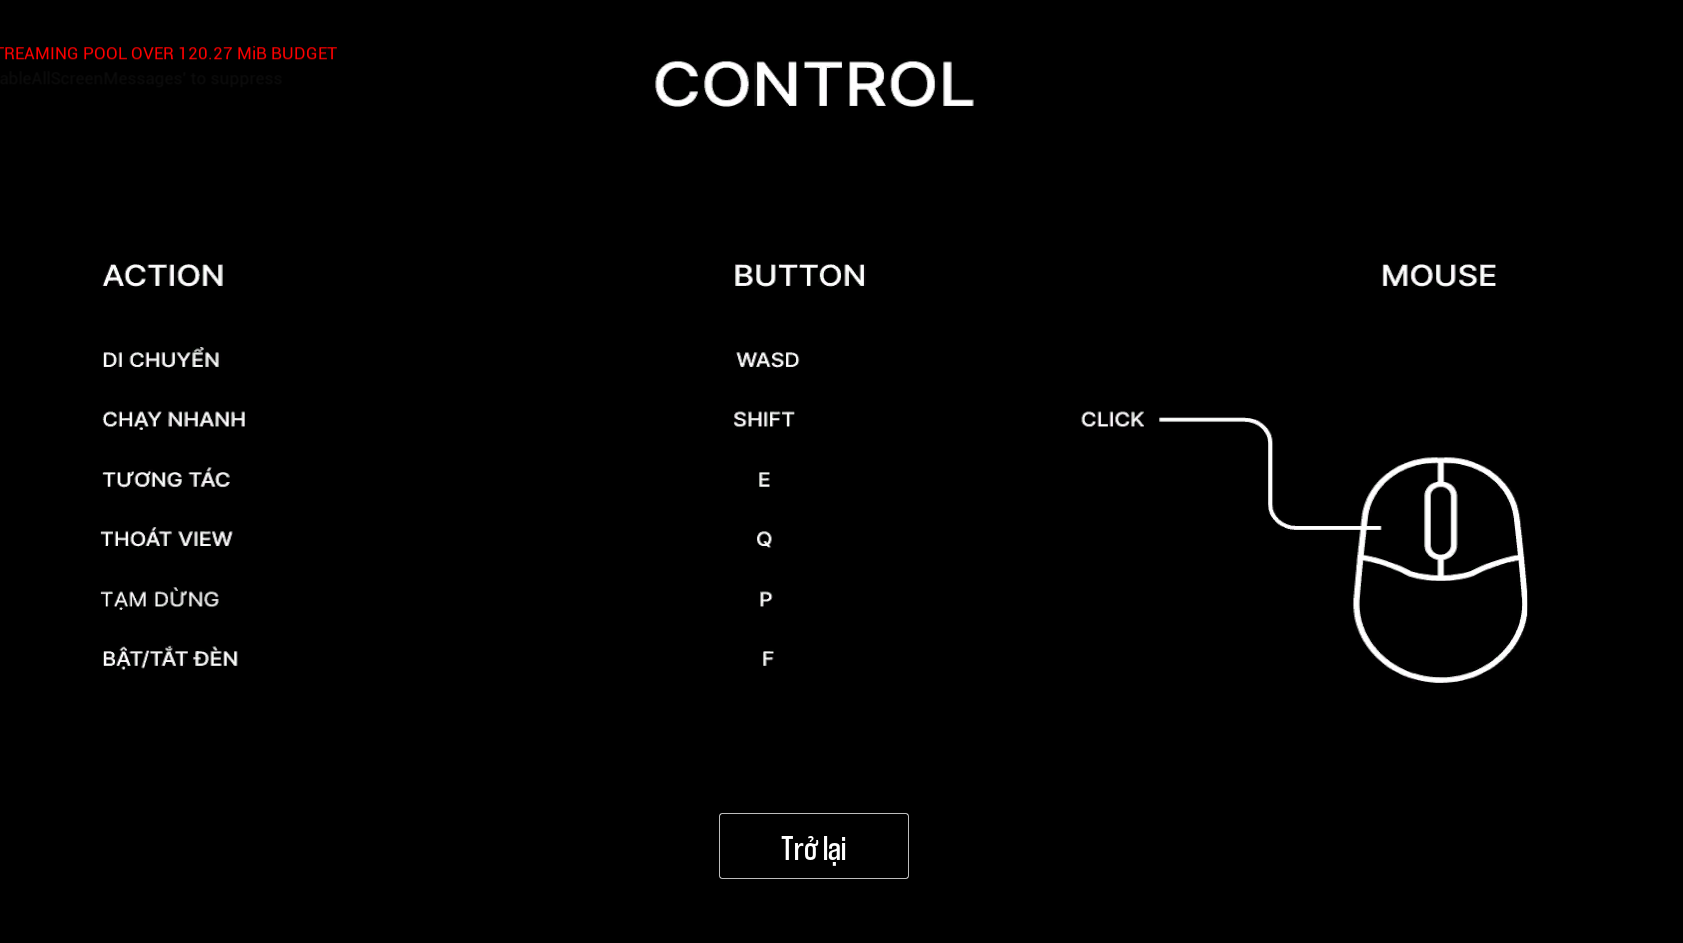 TREAMING POOL OVER 120.27 MiB BUDGET
ableAllScreenMessages' to suppress
CONTROL
ACTION BUTTON MOUSE
DI CHUYỂN WASD
CHẠY NHANH SHIFT CLICK
TƯƠNG TÁC E
THOÁT VIEW Q
TẠM DỪNG P
BẬT/TẮT ĐÈN F
Trở lại